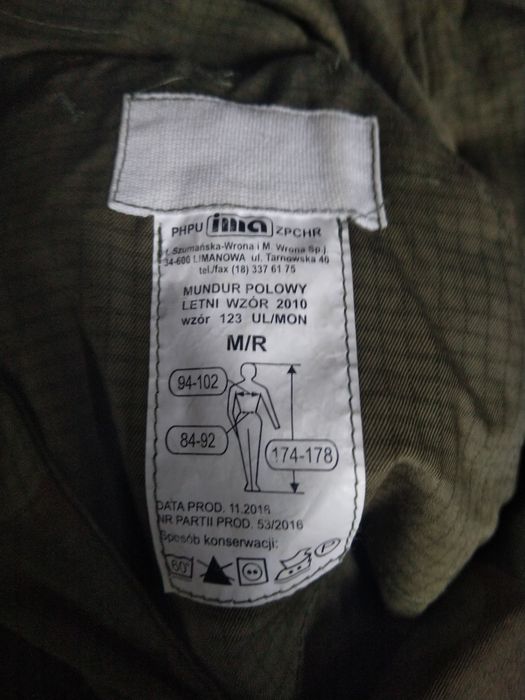 PHPU ima ZPCHR
I. Szumańska-Wrona i M. Wrona Sp.j.
34-600 LIMANOWA ul. Tarnowska 46
tel./fax (18) 337 61 75
MUNDUR POLOWY
LETNI WZÓR 2010
wzór 123 UL/MON
M/R
94-102
84-92
174-178
DATA PROD. 11.2016
NR PARTII PROD. 53/2016
Sposób konserwacji:
60° P